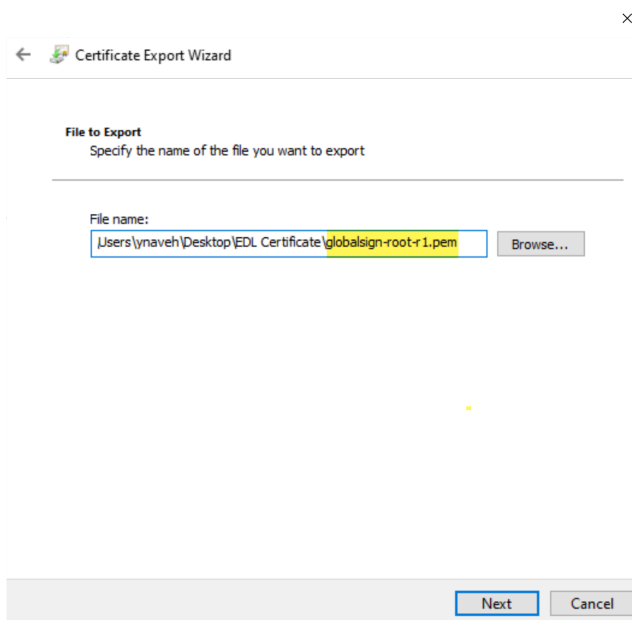 Certificate Export Wizard
File to Export
Specify the name of the file you want to export
File name:
\Users\ynaveh\Desktop\EDL Certificate\globalsign-root-r1.pem
Browse...
Next
Cancel